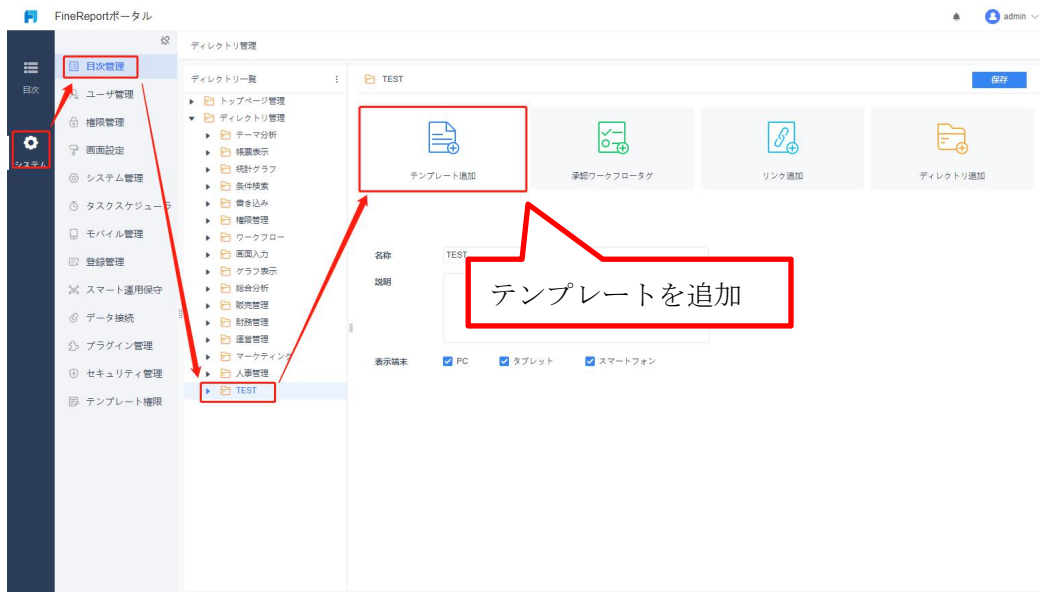 FineReportポータル
admin
目次
システム
目次管理
ユーザ管理
権限管理
画面設定
システム管理
タスクスケジューラ
モバイル管理
登録管理
スマート運用保守
データ接続
プラグイン管理
セキュリティ管理
テンプレート権限
ディレクトリ管理
ディレクトリ一覧
トップページ管理
ディレクトリ管理
テーマ分析
帳票表示
統計グラフ
条件検索
書き込み
権限管理
ワークフロー
画面入力
グラフ表示
総合分析
販売管理
財務管理
運営管理
マーケティング
人事管理
TEST
TEST
保存
テンプレート追加
承認ワークフロータグ
リンク追加
ディレクトリ追加
名称
TEST
説明
テンプレートを追加
表示端末
PC
タブレット
スマートフォン